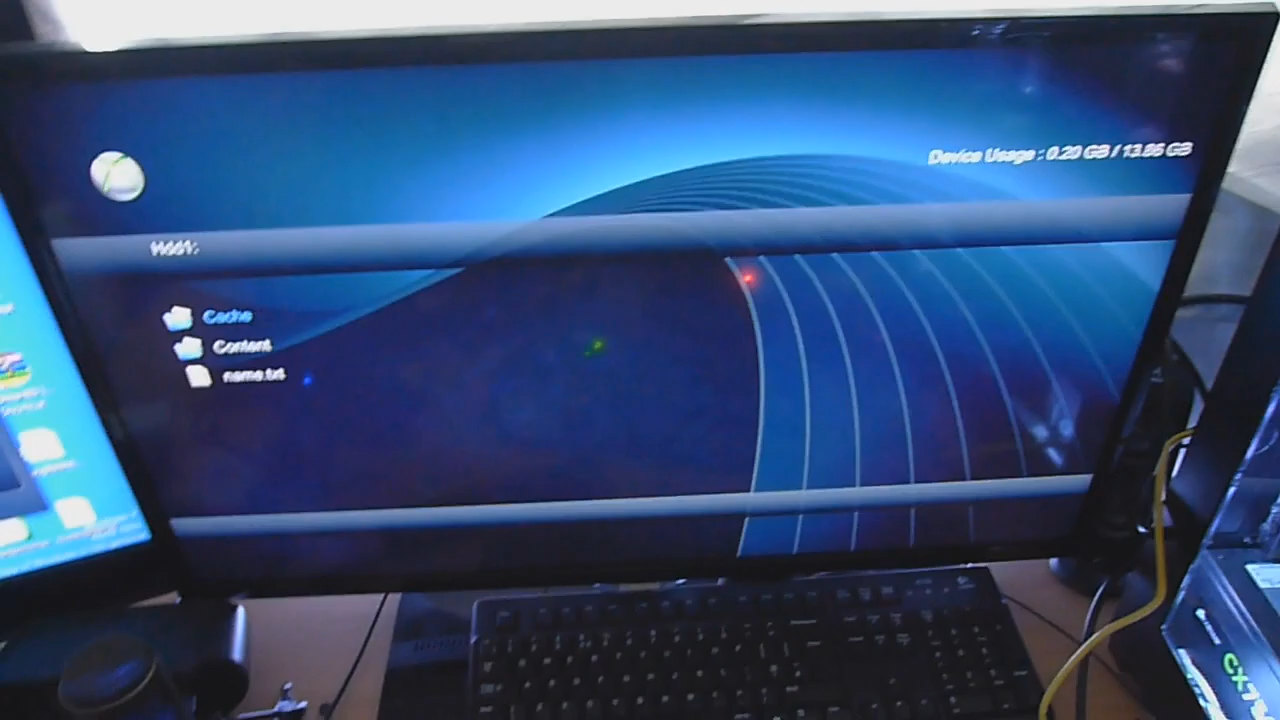 Device Usage : 0.20 GB / 13.86 GB
Hdd1:
Cache
Content
name.txt